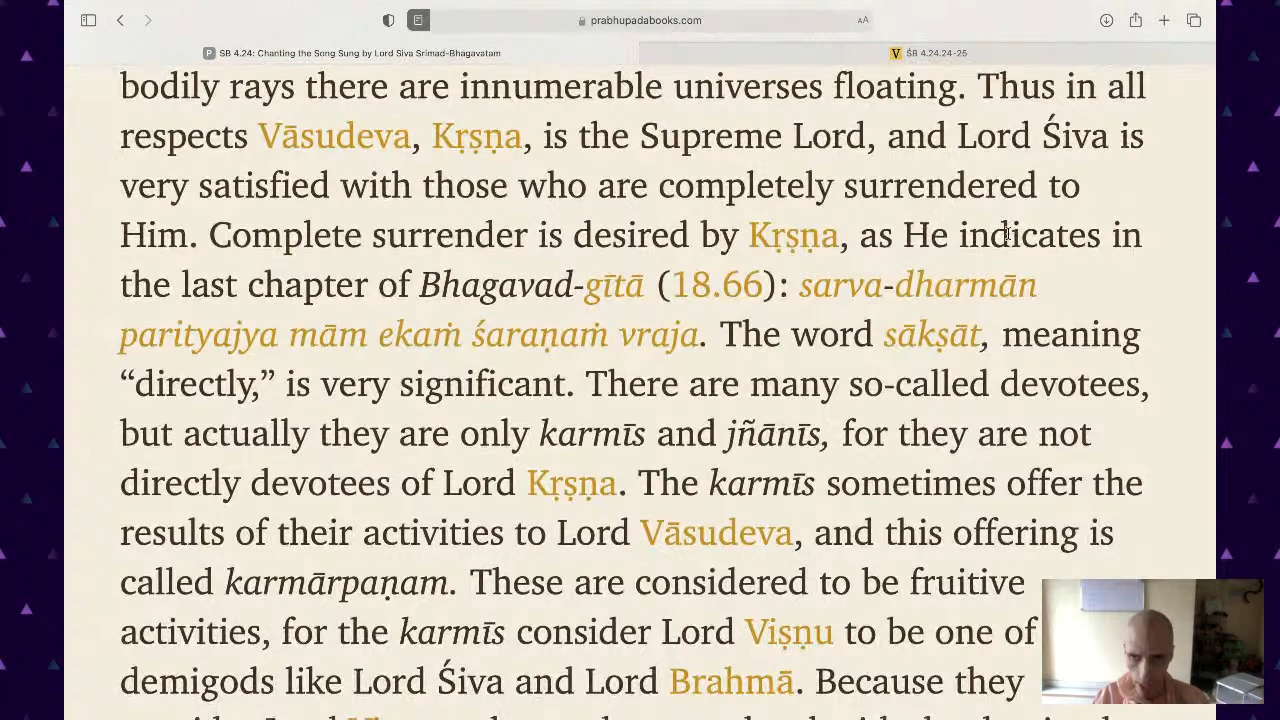 prabhupadabooks.com
AA
P SB 4.24: Chanting the Song Sung by Lord Siva Srimad-Bhagavatam
V ŚB 4.24.24-25
bodily rays there are innumerable universes floating. Thus in all
respects Vāsudeva, Kṛṣṇa, is the Supreme Lord, and Lord Śiva is
very satisfied with those who are completely surrendered to
Him. Complete surrender is desired by Kṛṣṇa, as He indicates in
the last chapter of Bhagavad-gītā (18.66): sarva-dharmān
parityajya mām ekaṁ śaraṇaṁ vraja. The word sākṣāt, meaning
“directly,” is very significant. There are many so-called devotees,
but actually they are only karmīs and jñānīs, for they are not
directly devotees of Lord Kṛṣṇa. The karmīs sometimes offer the
results of their activities to Lord Vāsudeva, and this offering is
called karmārpaṇam. These are considered to be fruitive
activities, for the karmīs consider Lord Viṣṇu to be one of
demigods like Lord Śiva and Lord Brahmā. Because they